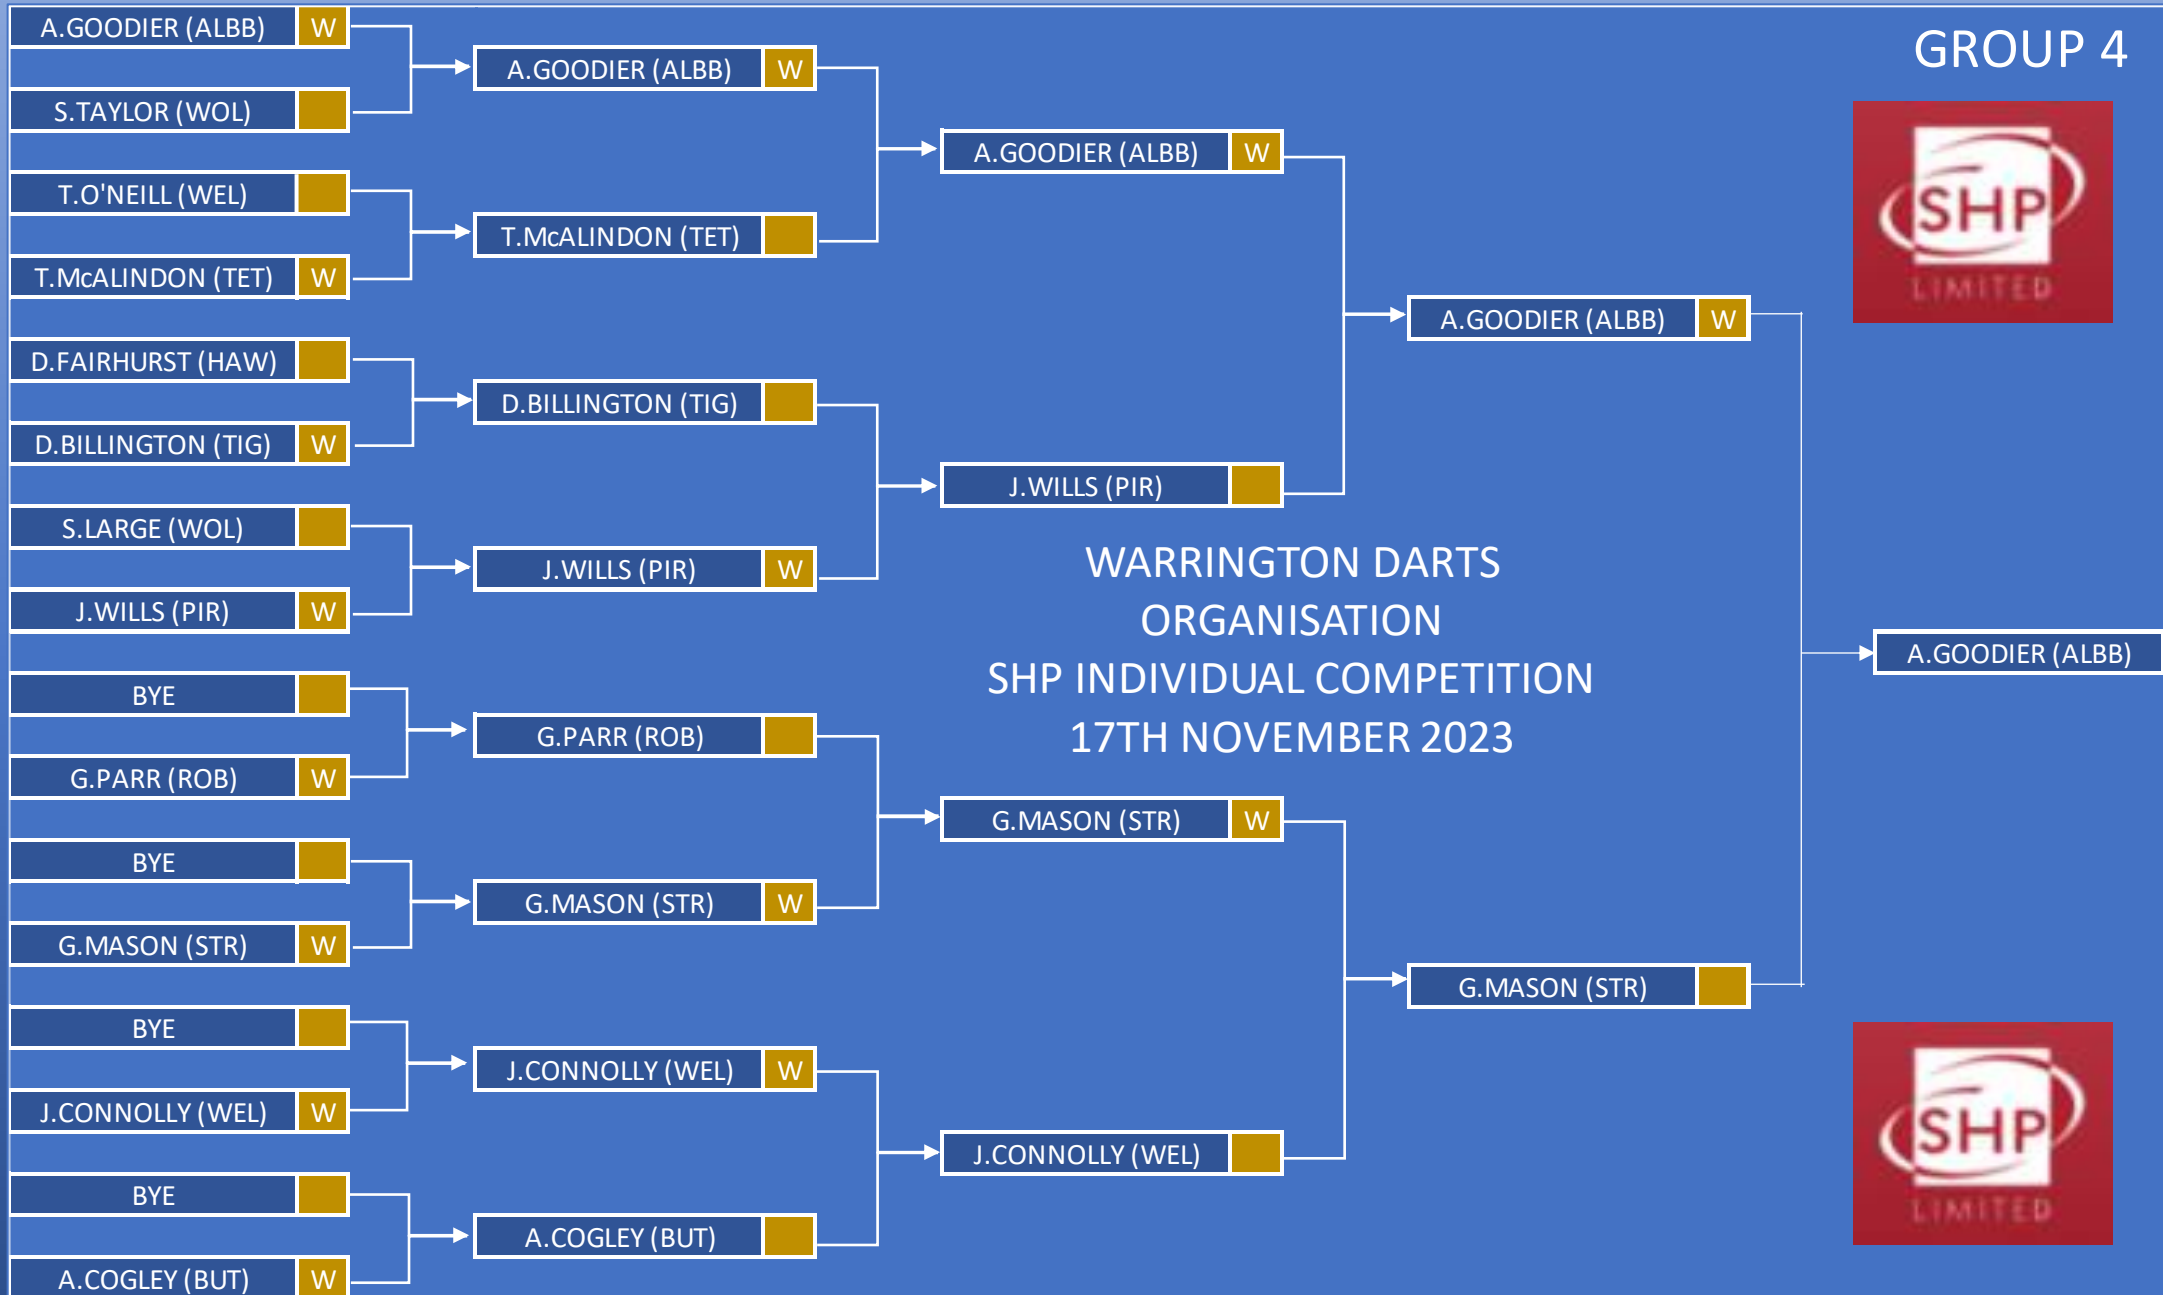 GROUP 4
A.GOODIER (ALBB) W
S.TAYLOR (WOL)
T.O'NEILL (WEL)
T.McALINDON (TET) W
D.FAIRHURST (HAW)
D.BILLINGTON (TIG) W
S.LARGE (WOL)
J.WILLS (PIR) W
BYE
G.PARR (ROB) W
BYE
G.MASON (STR) W
BYE
J.CONNOLLY (WEL) W
BYE
A.COGLEY (BUT) W
A.GOODIER (ALBB) W
T.McALINDON (TET)
D.BILLINGTON (TIG)
J.WILLS (PIR) W
G.PARR (ROB)
G.MASON (STR) W
J.CONNOLLY (WEL) W
A.COGLEY (BUT)
A.GOODIER (ALBB) W
J.WILLS (PIR)
WARRINGTON DARTS
ORGANISATION
SHP INDIVIDUAL COMPETITION
17TH NOVEMBER 2023
G.MASON (STR) W
J.CONNOLLY (WEL)
A.GOODIER (ALBB) W
G.MASON (STR)
A.GOODIER (ALBB)
SHP
LIMITED
SHP
LIMITED